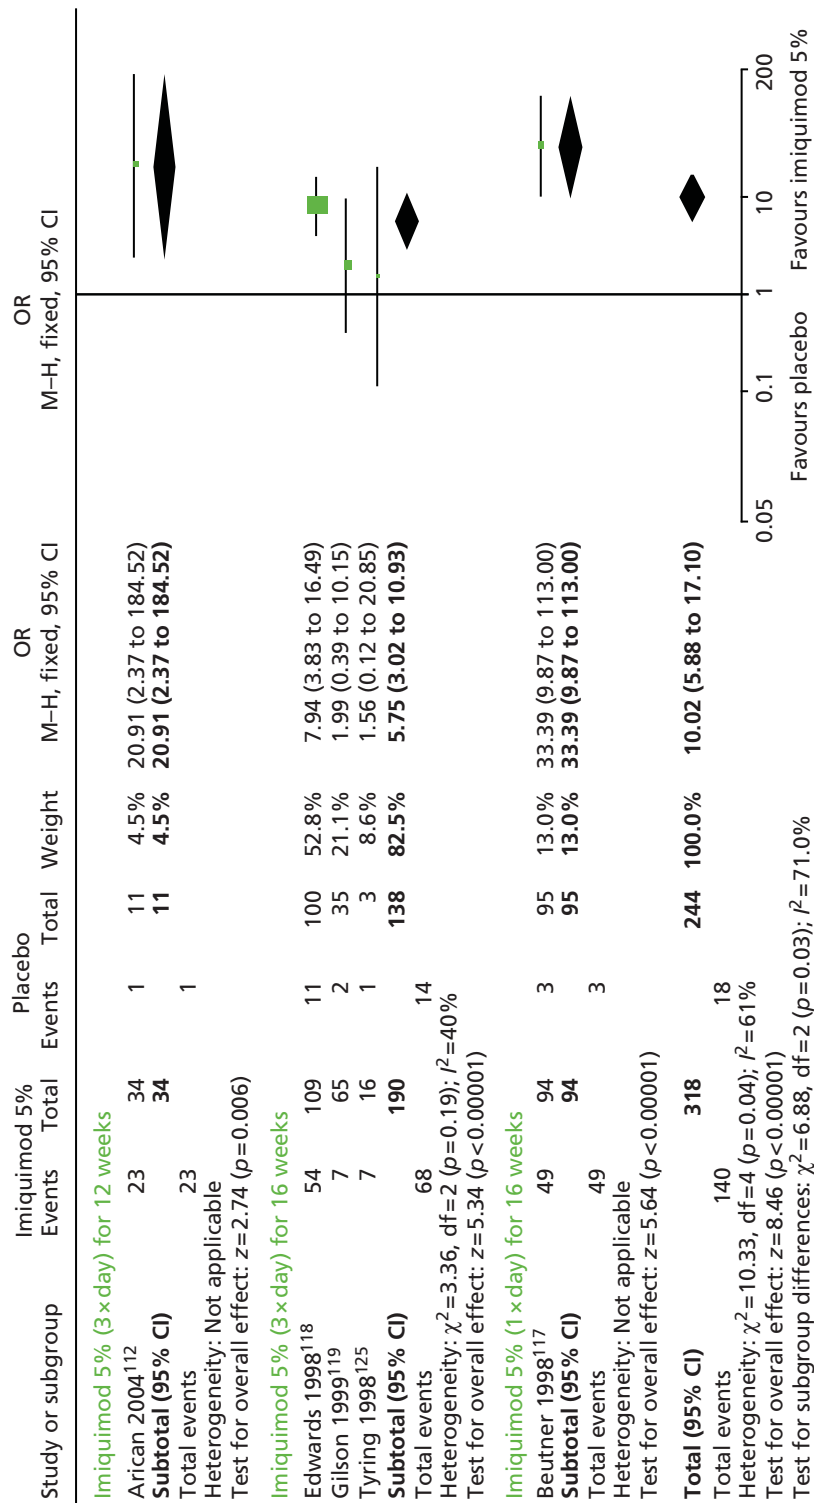 Imiquimod 5% Placebo OR OR
Study or subgroup Events Total Events Total Weight M–H, fixed, 95% CI M–H, fixed, 95% CI
Imiquimod 5% (3×day) for 12 weeks
Arican 2004112 23 34 1 11 4.5% 20.91 (2.37 to 184.52)
Subtotal (95% CI) 34 11 4.5% 20.91 (2.37 to 184.52)
Total events 23 1
Heterogeneity: Not applicable
Test for overall effect: z=2.74 (p=0.006)
Imiquimod 5% (3×day) for 16 weeks
Edwards 1998118 54 109 11 100 52.8% 7.94 (3.83 to 16.49)
Gilson 1999119 7 65 2 35 21.1% 1.99 (0.39 to 10.15)
Tyring 1998125 7 16 1 3 8.6% 1.56 (0.12 to 20.85)
Subtotal (95% CI) 190 138 82.5% 5.75 (3.02 to 10.93)
Total events 68 14
Heterogeneity: χ2=3.36, df=2 (p=0.19); I2=40%
Test for overall effect: z=5.34 (p<0.00001)
Imiquimod 5% (1×day) for 16 weeks
Beutner 1998117 49 94 3 95 13.0% 33.39 (9.87 to 113.00)
Subtotal (95% CI) 94 95 13.0% 33.39 (9.87 to 113.00)
Total events 49 3
Heterogeneity: Not applicable
Test for overall effect: z=5.64 (p<0.00001)
Total (95% CI) 318 244 100.0% 10.02 (5.88 to 17.10)
Total events 140 18
Heterogeneity: χ2=10.33, df=4 (p=0.04); I2=61%
Test for overall effect: z=8.46 (p<0.00001)
Test for subgroup differences: χ2=6.88, df=2 (p=0.03); I2=71.0%
0.05 0.1 1 10 200
Favours placebo Favours imiquimod 5%